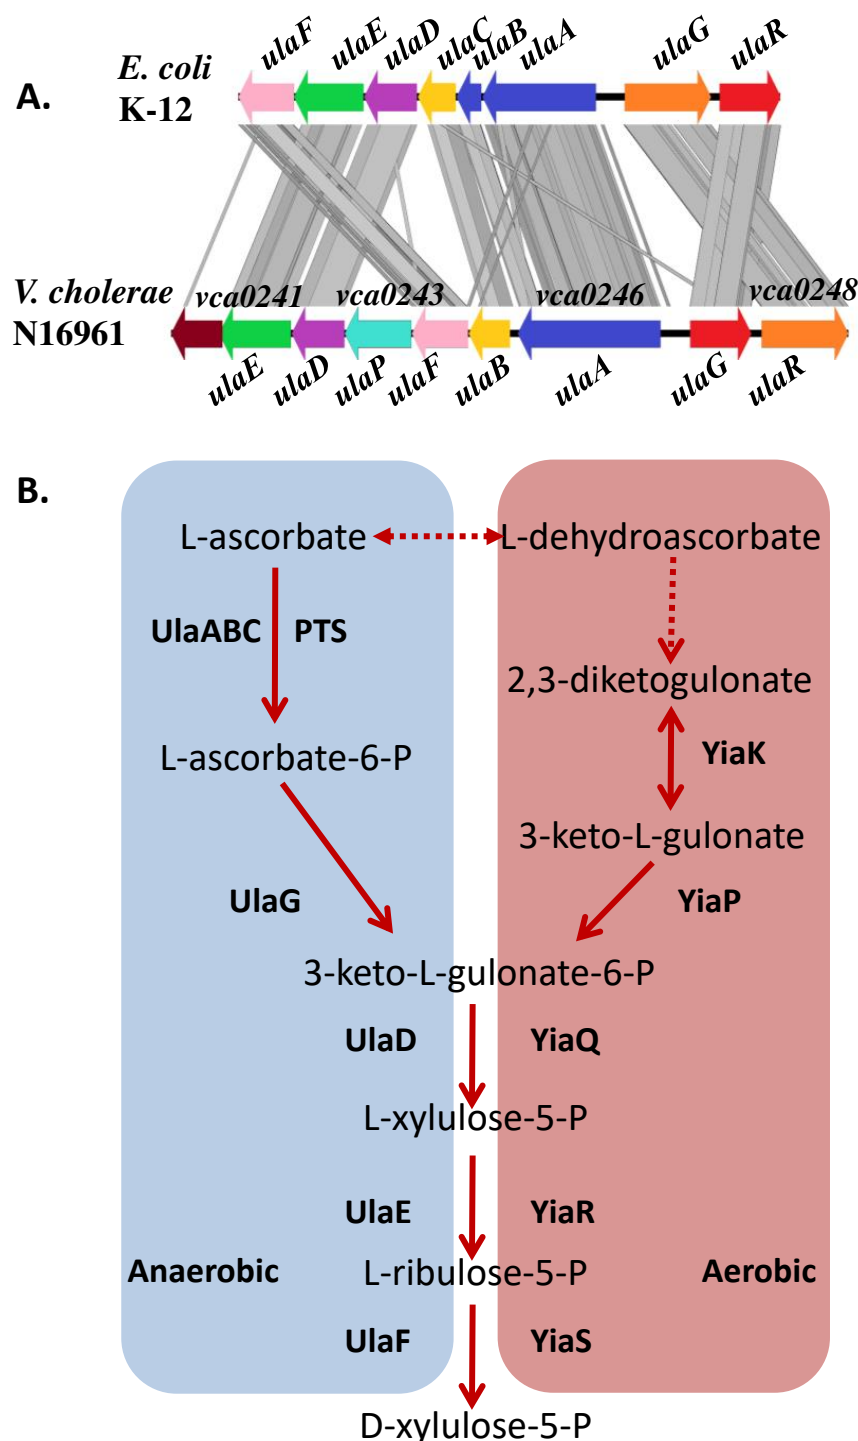 ulaF ulaE ulaD ulaC ulaB ulaA ulaG ulaR
A.
E. coli
K-12
V. cholerae
N16961
vca0241 vca0243 vca0246 vca0248
ulaE ulaD ulaP ulaF ulaB ulaA ulaG ulaR
B.
L-ascorbate L-dehydroascorbate
UlaABC PTS
2,3-diketogulonate
L-ascorbate-6-P YiaK
3-keto-L-gulonate
UlaG YiaP
3-keto-L-gulonate-6-P
UlaD YiaQ
L-xylulose-5-P
UlaE YiaR
Anaerobic L-ribulose-5-P Aerobic
UlaF YiaS
D-xylulose-5-P